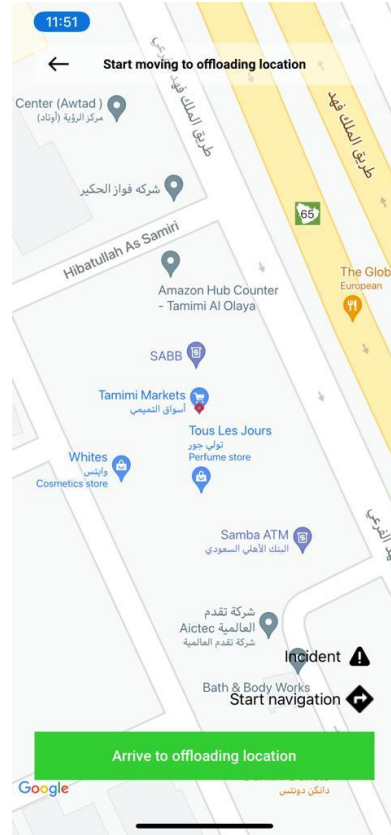 11:51
Start moving to offloading location
طريق الملك فهد الفرعي
طريق الملك فهد
Center (Awtad )
مركز الرؤية (أوتاد)
شركه فواز الحكير
65
Hibatullah As Samiri
Amazon Hub Counter
- Tamimi Al Olaya
The Glob
European
SABB
Tamimi Markets
أسواق التميمي
Tous Les Jours
تولي جور
Perfume store
Whites
وايتس
Cosmetics store
Samba ATM
البنك الأهلي السعودي
هد الفرعي
شركة تقدم
العالمية Aictec
شركة تقدم العالمية
Incident
Bath & Body Works
Start navigation
Arrive to offloading location
Google
دانكن دونتس